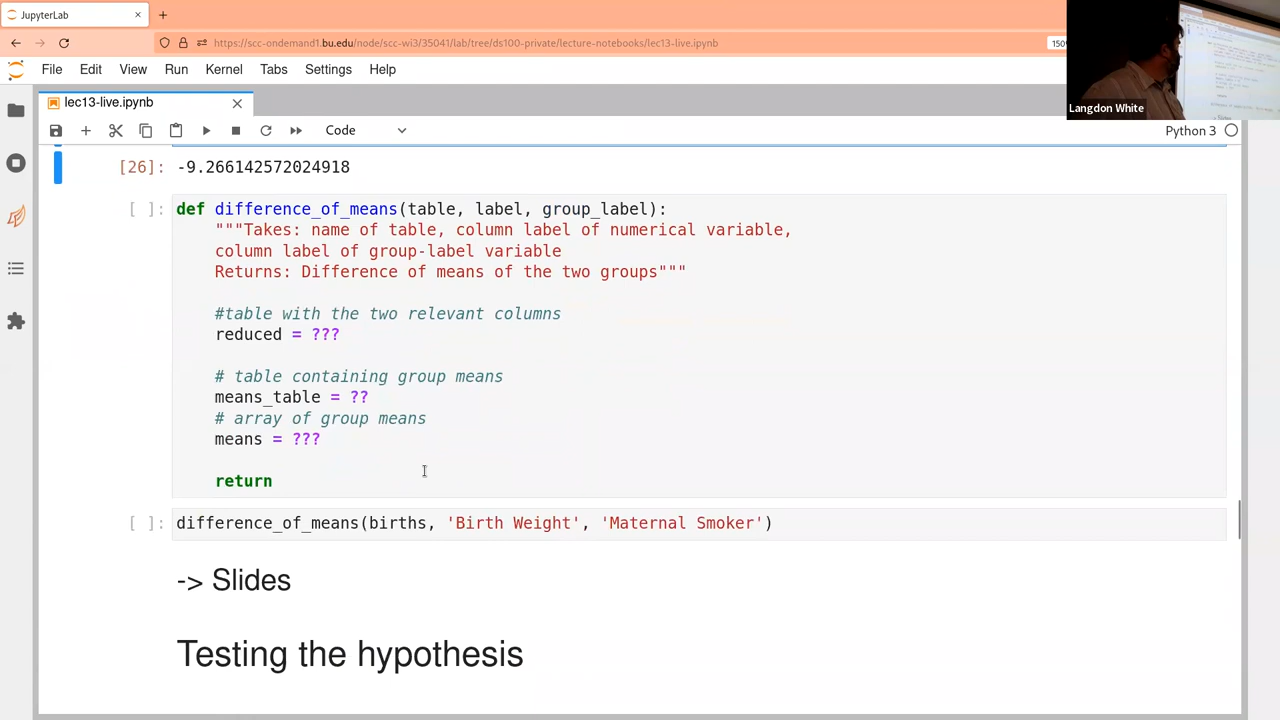 JupyterLab
https://scc-ondemand1.bu.edu/node/scc-wi3/35041/lab/tree/ds100-private/lecture-notebooks/lec13-live.ipynb
File Edit View Run Kernel Tabs Settings Help
lec13-live.ipynb
Langdon White
Code
Python 3
[26]: -9.266142572024918
[ ]: def difference_of_means(table, label, group_label):
"""Takes: name of table, column label of numerical variable,
column label of group-label variable
Returns: Difference of means of the two groups"""
#table with the two relevant columns
reduced = ???
# table containing group means
means_table = ??
# array of group means
means = ???
return
[ ]: difference_of_means(births, 'Birth Weight', 'Maternal Smoker')
-> Slides
Testing the hypothesis